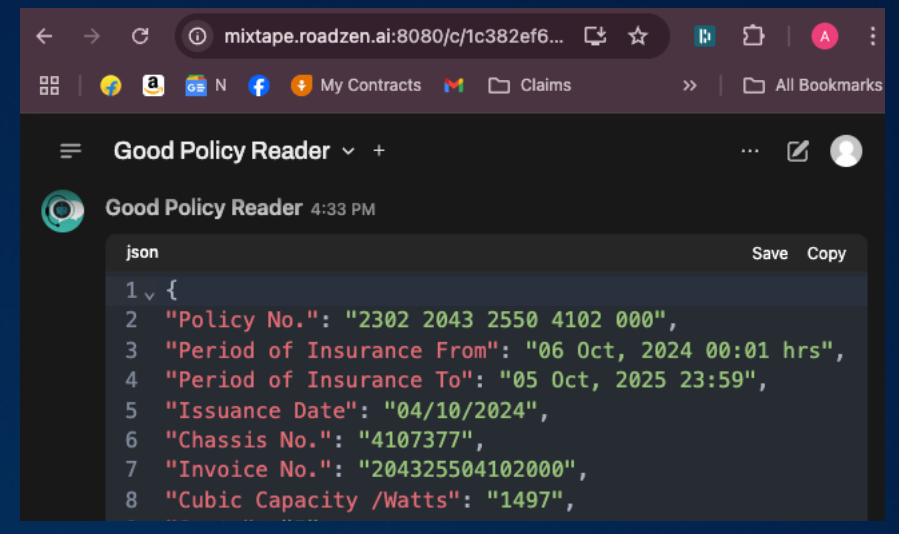 mixtape.roadzen.ai:8080/c/1c382ef6...
A
a
GE N My Contracts Claims » All Bookmarks
Good Policy Reader +
Good Policy Reader 4:33 PM
json Save Copy
1 {
2 "Policy No.": "2302 2043 2550 4102 000",
3 "Period of Insurance From": "06 Oct, 2024 00:01 hrs",
4 "Period of Insurance To": "05 Oct, 2025 23:59",
5 "Issuance Date": "04/10/2024",
6 "Chassis No.": "4107377",
7 "Invoice No.": "204325504102000",
8 "Cubic Capacity /Watts": "1497",